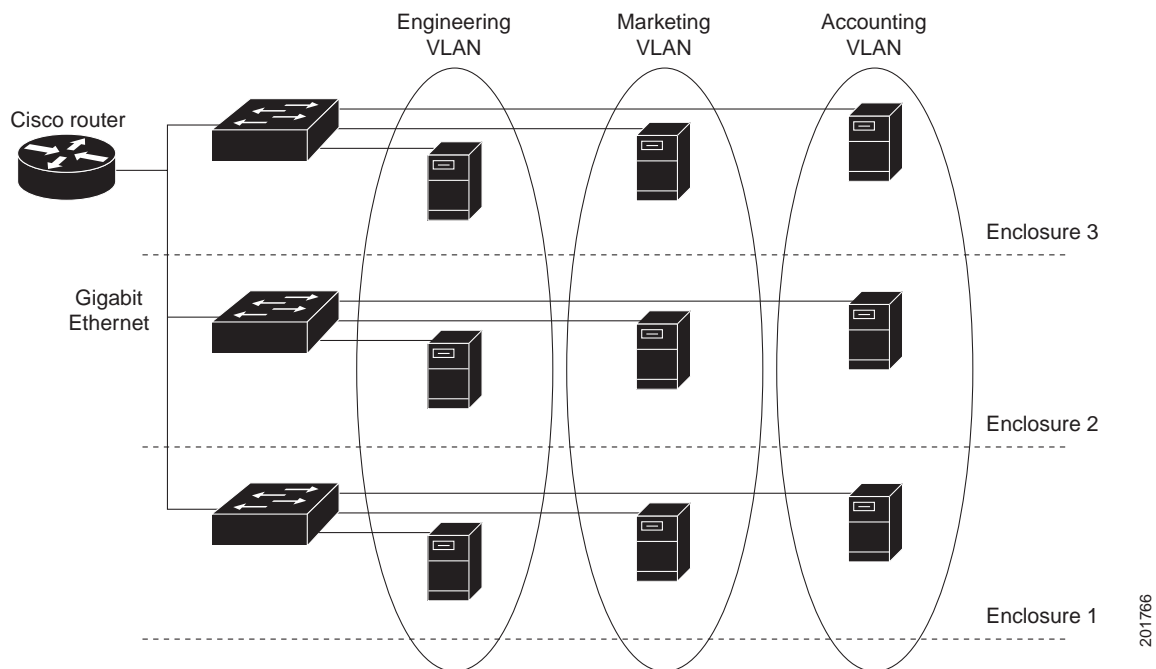 Engineering
VLAN
Marketing
VLAN
Accounting
VLAN
Cisco router
Enclosure 3
Gigabit
Ethernet
Enclosure 2
Enclosure 1
201766